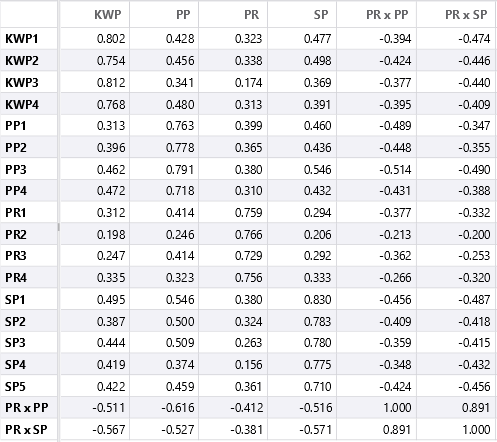 KWP PP PR SP PR x PP PR x SP
KWP1 0.802 0.428 0.323 0.477 -0.394 -0.474
KWP2 0.754 0.456 0.338 0.498 -0.424 -0.446
KWP3 0.812 0.341 0.174 0.369 -0.377 -0.440
KWP4 0.768 0.480 0.313 0.391 -0.395 -0.409
PP1 0.313 0.763 0.399 0.460 -0.489 -0.347
PP2 0.396 0.778 0.365 0.436 -0.448 -0.355
PP3 0.462 0.791 0.380 0.546 -0.514 -0.490
PP4 0.472 0.718 0.310 0.432 -0.431 -0.388
PR1 0.312 0.414 0.759 0.294 -0.377 -0.332
PR2 0.198 0.246 0.766 0.206 -0.213 -0.200
PR3 0.247 0.414 0.729 0.292 -0.362 -0.253
PR4 0.335 0.323 0.756 0.333 -0.266 -0.320
SP1 0.495 0.546 0.380 0.830 -0.456 -0.487
SP2 0.387 0.500 0.324 0.783 -0.409 -0.418
SP3 0.444 0.509 0.263 0.780 -0.359 -0.415
SP4 0.419 0.374 0.156 0.775 -0.348 -0.432
SP5 0.422 0.459 0.361 0.710 -0.424 -0.456
PR x PP -0.511 -0.616 -0.412 -0.516 1.000 0.891
PR x SP -0.567 -0.527 -0.381 -0.571 0.891 1.000